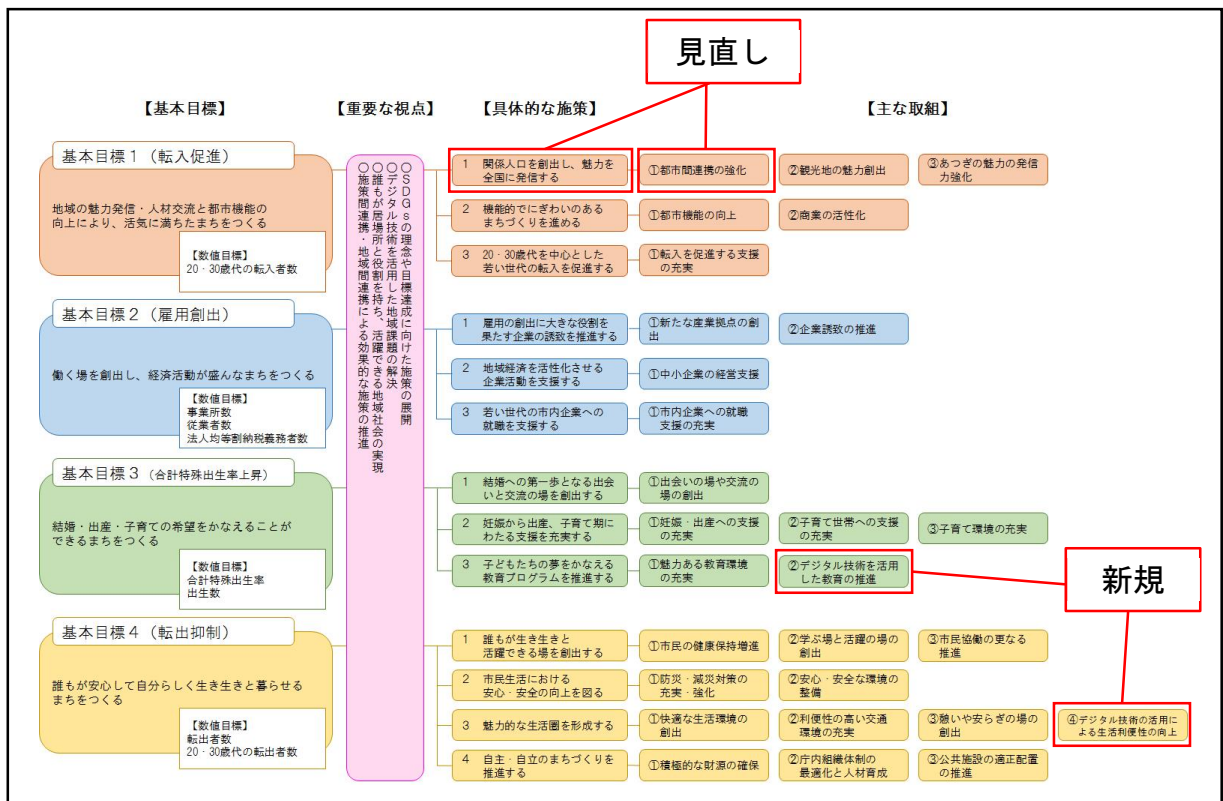 見直し
【基本目標】
【重要な視点】
【具体的な施策】
【主な取組】
基本目標1（転入促進）
地域の魅力発信・人材交流と都市機能の
向上により、活気に満ちたまちをつくる
【数値目標】
20・30歳代の転入者数
基本目標2（雇用創出）
働く場を創出し、経済活動が盛んなまちをつくる
【数値目標】
事業所数
従業者数
法人均等割納税義務者数
基本目標3（合計特殊出生率上昇）
結婚・出産・子育ての希望をかなえることが
できるまちをつくる
【数値目標】
合計特殊出生率
出生数
基本目標4（転出抑制）
誰もが安心して自分らしく生き生きと暮らせる
まちをつくる
【数値目標】
転出者数
20・30歳代の転出者数
〇SDGsの理念や目標達成に向けた施策の展開
〇デジタル技術を活用した地域課題の解決
〇誰もが居場所と役割を持ち、活躍できる地域社会の実現
〇施策間連携・地域間連携による効果的な施策の推進
1 関係人口を創出し、魅力を
全国に発信する
①都市間連携の強化
②観光地の魅力創出
③あつぎの魅力の発信
力強化
2 機能的でにぎわいのある
まちづくりを進める
①都市機能の向上
②商業の活性化
3 20・30歳代を中心とした
若い世代の転入を促進する
①転入を促進する支援
の充実
1 雇用の創出に大きな役割を
果たす企業の誘致を推進する
①新たな産業拠点の創
出
②企業誘致の推進
2 地域経済を活性化させる
企業活動を支援する
①中小企業の経営支援
3 若い世代の市内企業への
就職を支援する
①市内企業への就職
支援の充実
1 結婚への第一歩となる出会
いと交流の場を創出する
①出会いの場や交流の
場の創出
2 妊娠から出産、子育て期に
わたる支援を充実する
①妊娠・出産への支援
の充実
②子育て世帯への支援
の充実
③子育て環境の充実
3 子どもたちの夢をかなえる
教育プログラムを推進する
①魅力ある教育環境
の充実
②デジタル技術を活用
した教育の推進
新規
1 誰もが生き生きと
活躍できる場を創出する
①市民の健康保持増進
②学ぶ場と活躍の場の
創出
③市民協働の更なる
推進
2 市民生活における
安心・安全の向上を図る
①防災・減災対策の
充実・強化
②安心・安全な環境の
整備
3 魅力的な生活圏を形成する
①快適な生活環境の
創出
②利便性の高い交通
環境の充実
③憩いや安らぎの場の
創出
④デジタル技術の活用に
よる生活利便性の向上
4 自主・自立のまちづくりを
推進する
①積極的な財源の確保
②庁内組織体制の
最適化と人材育成
③公共施設の適正配置
の推進